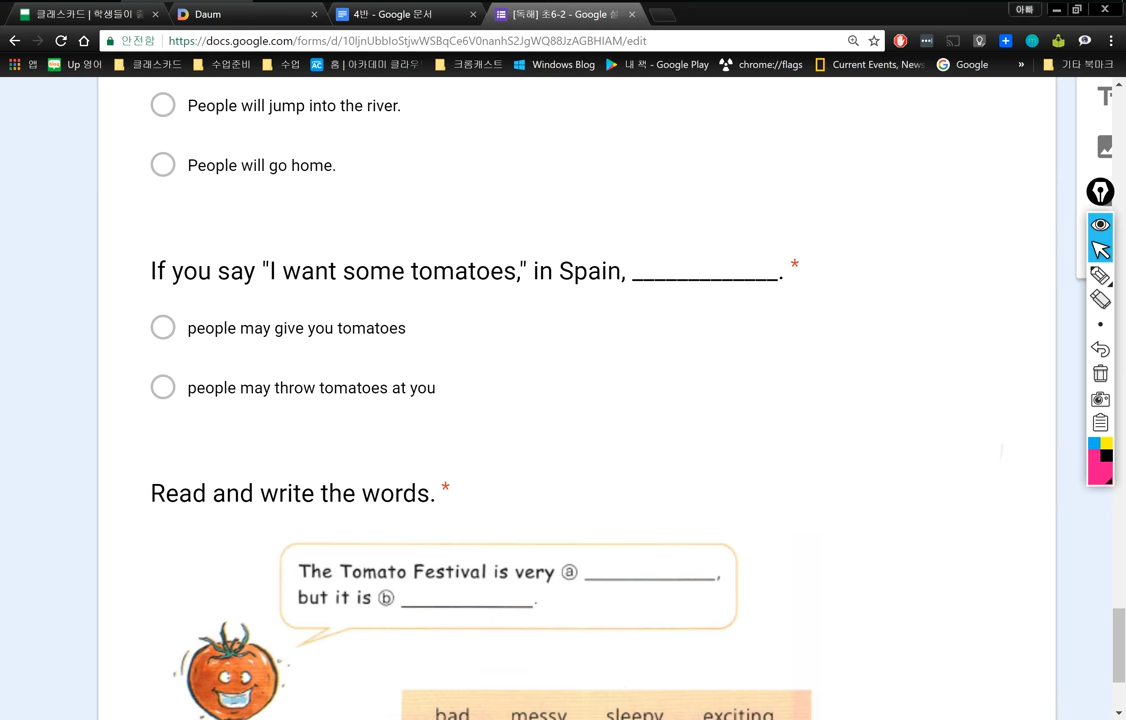 클래스카드 | 학생들이 좋
Daum
4반 - Google 문서
[독해] 초6-2 - Google 설
아빠
안전함
https://docs.google.com/forms/d/10ljnUbbIoStjwWSBqCe6V0nanhS2JgWQ88JzAGBHIAM/edit
앱
Up 영어
클래스카드
수업준비
수업
홈 | 아카데미 클라우
크롬캐스트
Windows Blog
내 책 - Google Play
chrome://flags
Current Events, News
Google
»
기타 북마크
People will jump into the river.
People will go home.
If you say "I want some tomatoes," in Spain, _____________. *
people may give you tomatoes
people may throw tomatoes at you
Read and write the words. *
The Tomato Festival is very ⓐ _____________,
but it is ⓑ _____________.
bad messy sleepy exciting